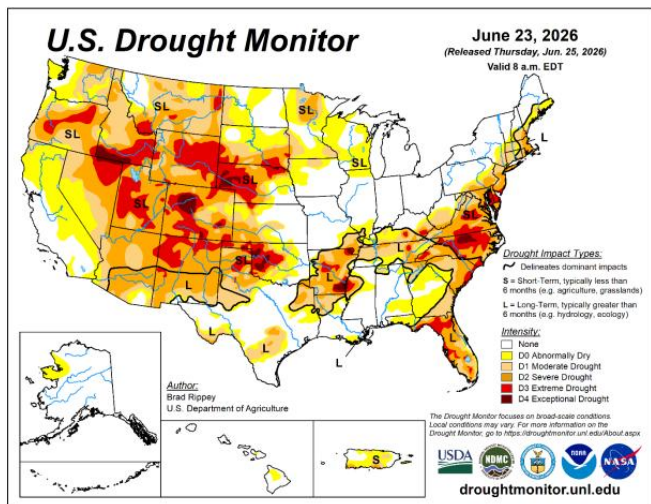 U.S. Drought Monitor
June 23, 2026
(Released Thursday, Jun. 25, 2026)
Valid 8 a.m. EDT
SL
SL
SL
SL
SL
SL
SL
SL
L
L
L
L
L
L
L
L
S
Drought Impact Types:
Delineates dominant impacts
S = Short-Term, typically less than
6 months (e.g. agriculture, grasslands)
L = Long-Term, typically greater than
6 months (e.g. hydrology, ecology)
Intensity:
None
D0 Abnormally Dry
D1 Moderate Drought
D2 Severe Drought
D3 Extreme Drought
D4 Exceptional Drought
Author:
Brad Rippey
U.S. Department of Agriculture
The Drought Monitor focuses on broad-scale conditions.
Local conditions may vary. For more information on the
Drought Monitor, go to https://droughtmonitor.unl.edu/About.aspx
USDA
NDMC
NOAA
NASA
droughtmonitor.unl.edu